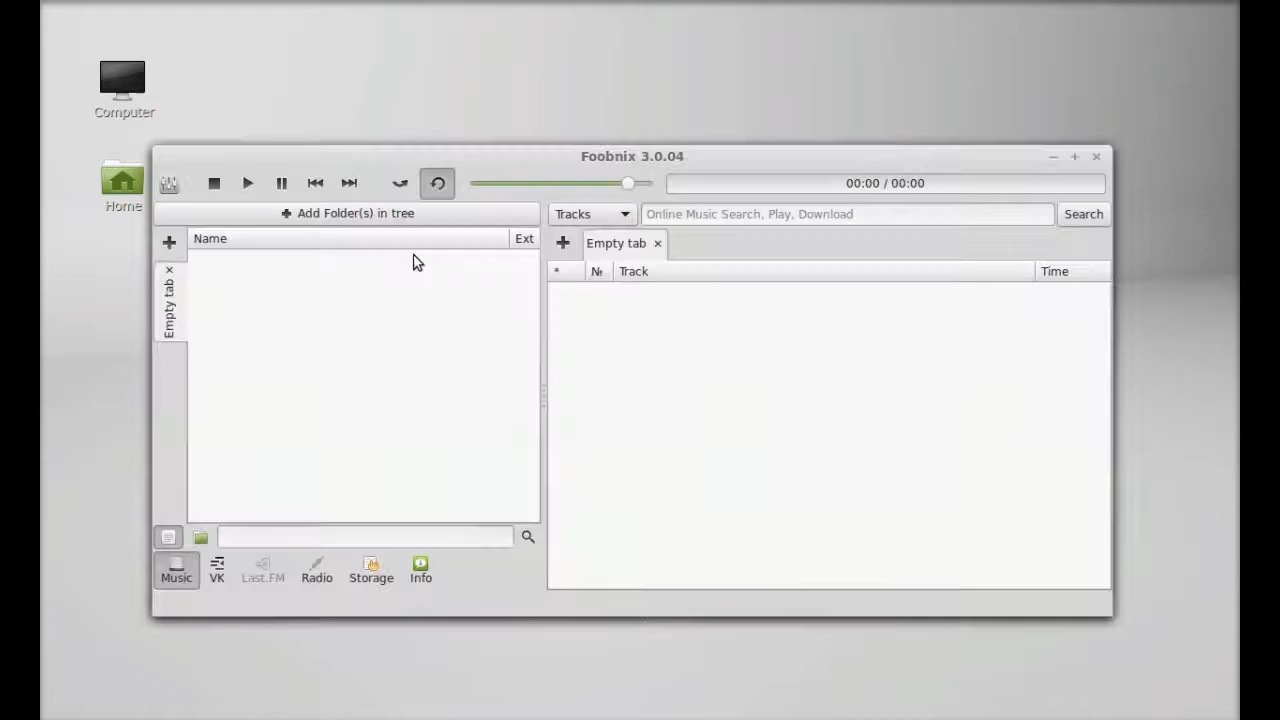 Computer
Home
Foobnix 3.0.04
00:00 / 00:00
Add Folder(s) in tree
Tracks
Online Music Search, Play, Download
Search
Name
Ext
Empty tab
Empty tab
*
№
Track
Time
Music
VK
Last.FM
Radio
Storage
Info